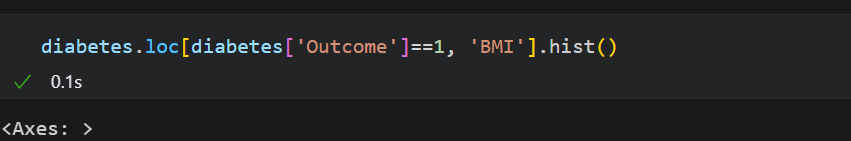 diabetes.loc[diabetes['Outcome']==1, 'BMI'].hist()
0.1s
<Axes: >